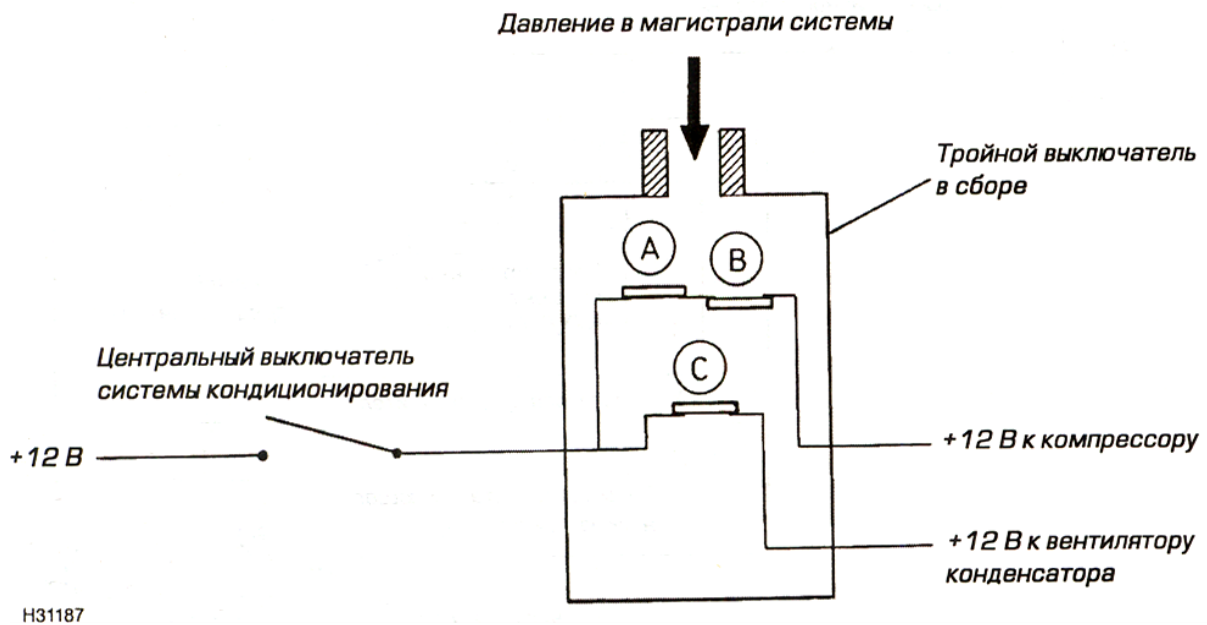 Давление в магистрали системы
Тройной выключатель
в сборе
A
B
C
Центральный выключатель
системы кондиционирования
+12 В
+12 В к компрессору
+12 В к вентилятору
конденсатора
H31187